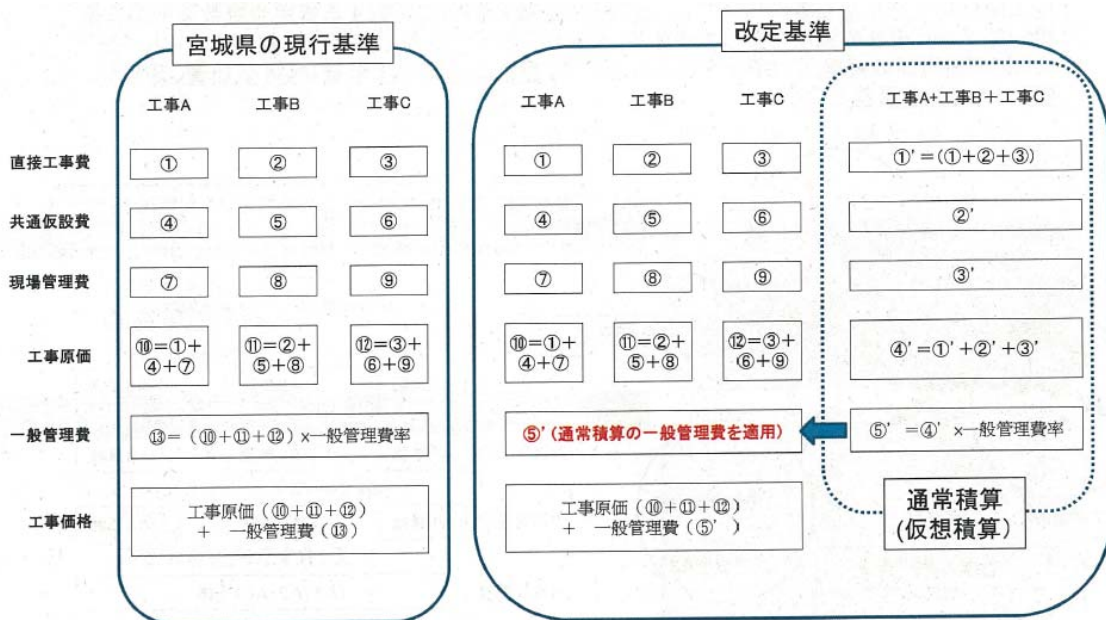 宮城県の現行基準
改定基準
工事A 工事B 工事C
工事A 工事B 工事C
工事A+工事B+工事C
直接工事費
① ② ③
① ② ③
①'=(①+②+③)
共通仮設費
④ ⑤ ⑥
④ ⑤ ⑥
②'
現場管理費
⑦ ⑧ ⑨
⑦ ⑧ ⑨
③'
工事原価
⑩=①+
④+⑦
⑪=②+
⑤+⑧
⑫=③+
⑥+⑨
⑩=①+
④+⑦
⑪=②+
⑤+⑧
⑫=③+
⑥+⑨
④'=①'+②'+③'
一般管理費
⑬=(⑩+⑪+⑫)x一般管理費率
⑤'(通常積算の一般管理費を適用)
⑤'=④' x一般管理費率
工事価格
工事原価(⑩+⑪+⑫)
+ 一般管理費(⑬)
工事原価(⑩+⑪+⑫)
+ 一般管理費(⑤' )
通常積算
(仮想積算)